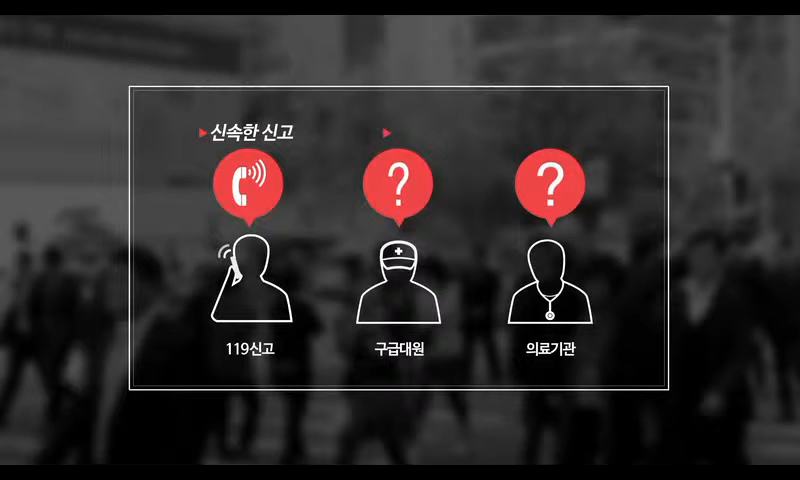 신속한 신고
?
?
119신고
구급대원
의료기관